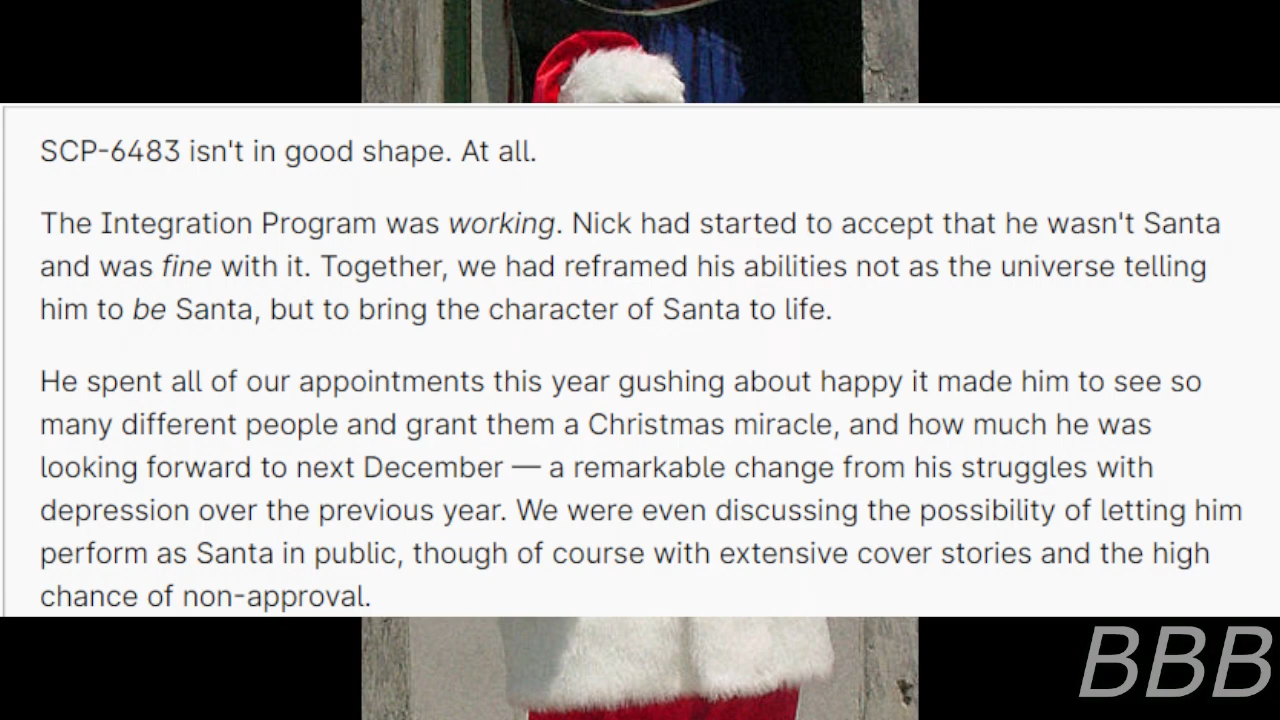 SCP-6483 isn't in good shape. At all.
The Integration Program was working. Nick had started to accept that he wasn't Santa
and was fine with it. Together, we had reframed his abilities not as the universe telling
him to be Santa, but to bring the character of Santa to life.
He spent all of our appointments this year gushing about happy it made him to see so
many different people and grant them a Christmas miracle, and how much he was
looking forward to next December — a remarkable change from his struggles with
depression over the previous year. We were even discussing the possibility of letting him
perform as Santa in public, though of course with extensive cover stories and the high
chance of non-approval.
BBB